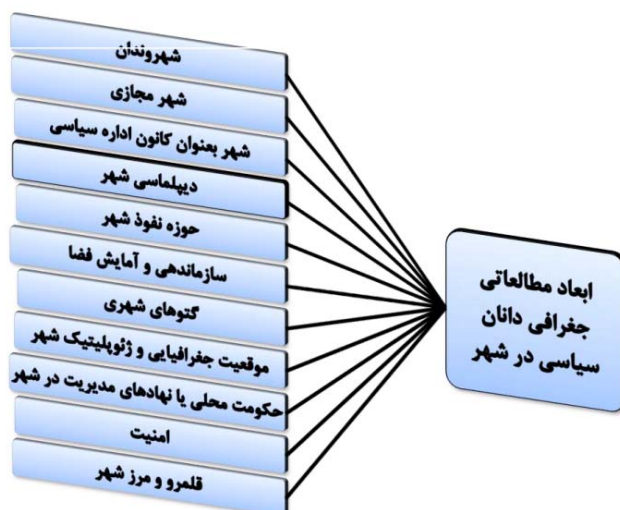 شهروندان
شهر مجازی
شهر بعنوان کانون اداره سیاسی
دیپلماسی شهر
حوزه نفوذ شهر
سازماندهی و آمایش فضا
گتوهای شهری
موقعیت جغرافیایی و ژئوپلیتیک شهر
حکومت محلی یا نهادهای مدیریت در شهر
امنیت
قلمرو و مرز شهر
ابعاد مطالعاتی
جغرافی دانان
سیاسی در شهر